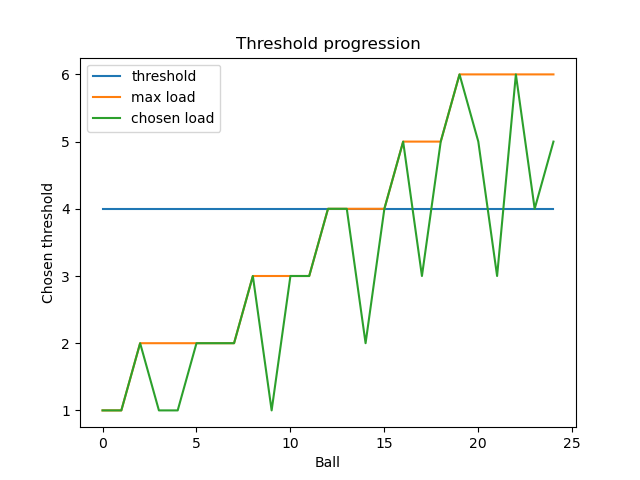 Threshold progression
threshold
max load
chosen load
Chosen threshold
6
5
4
3
2
1
0 5 10 15 20 25
Ball